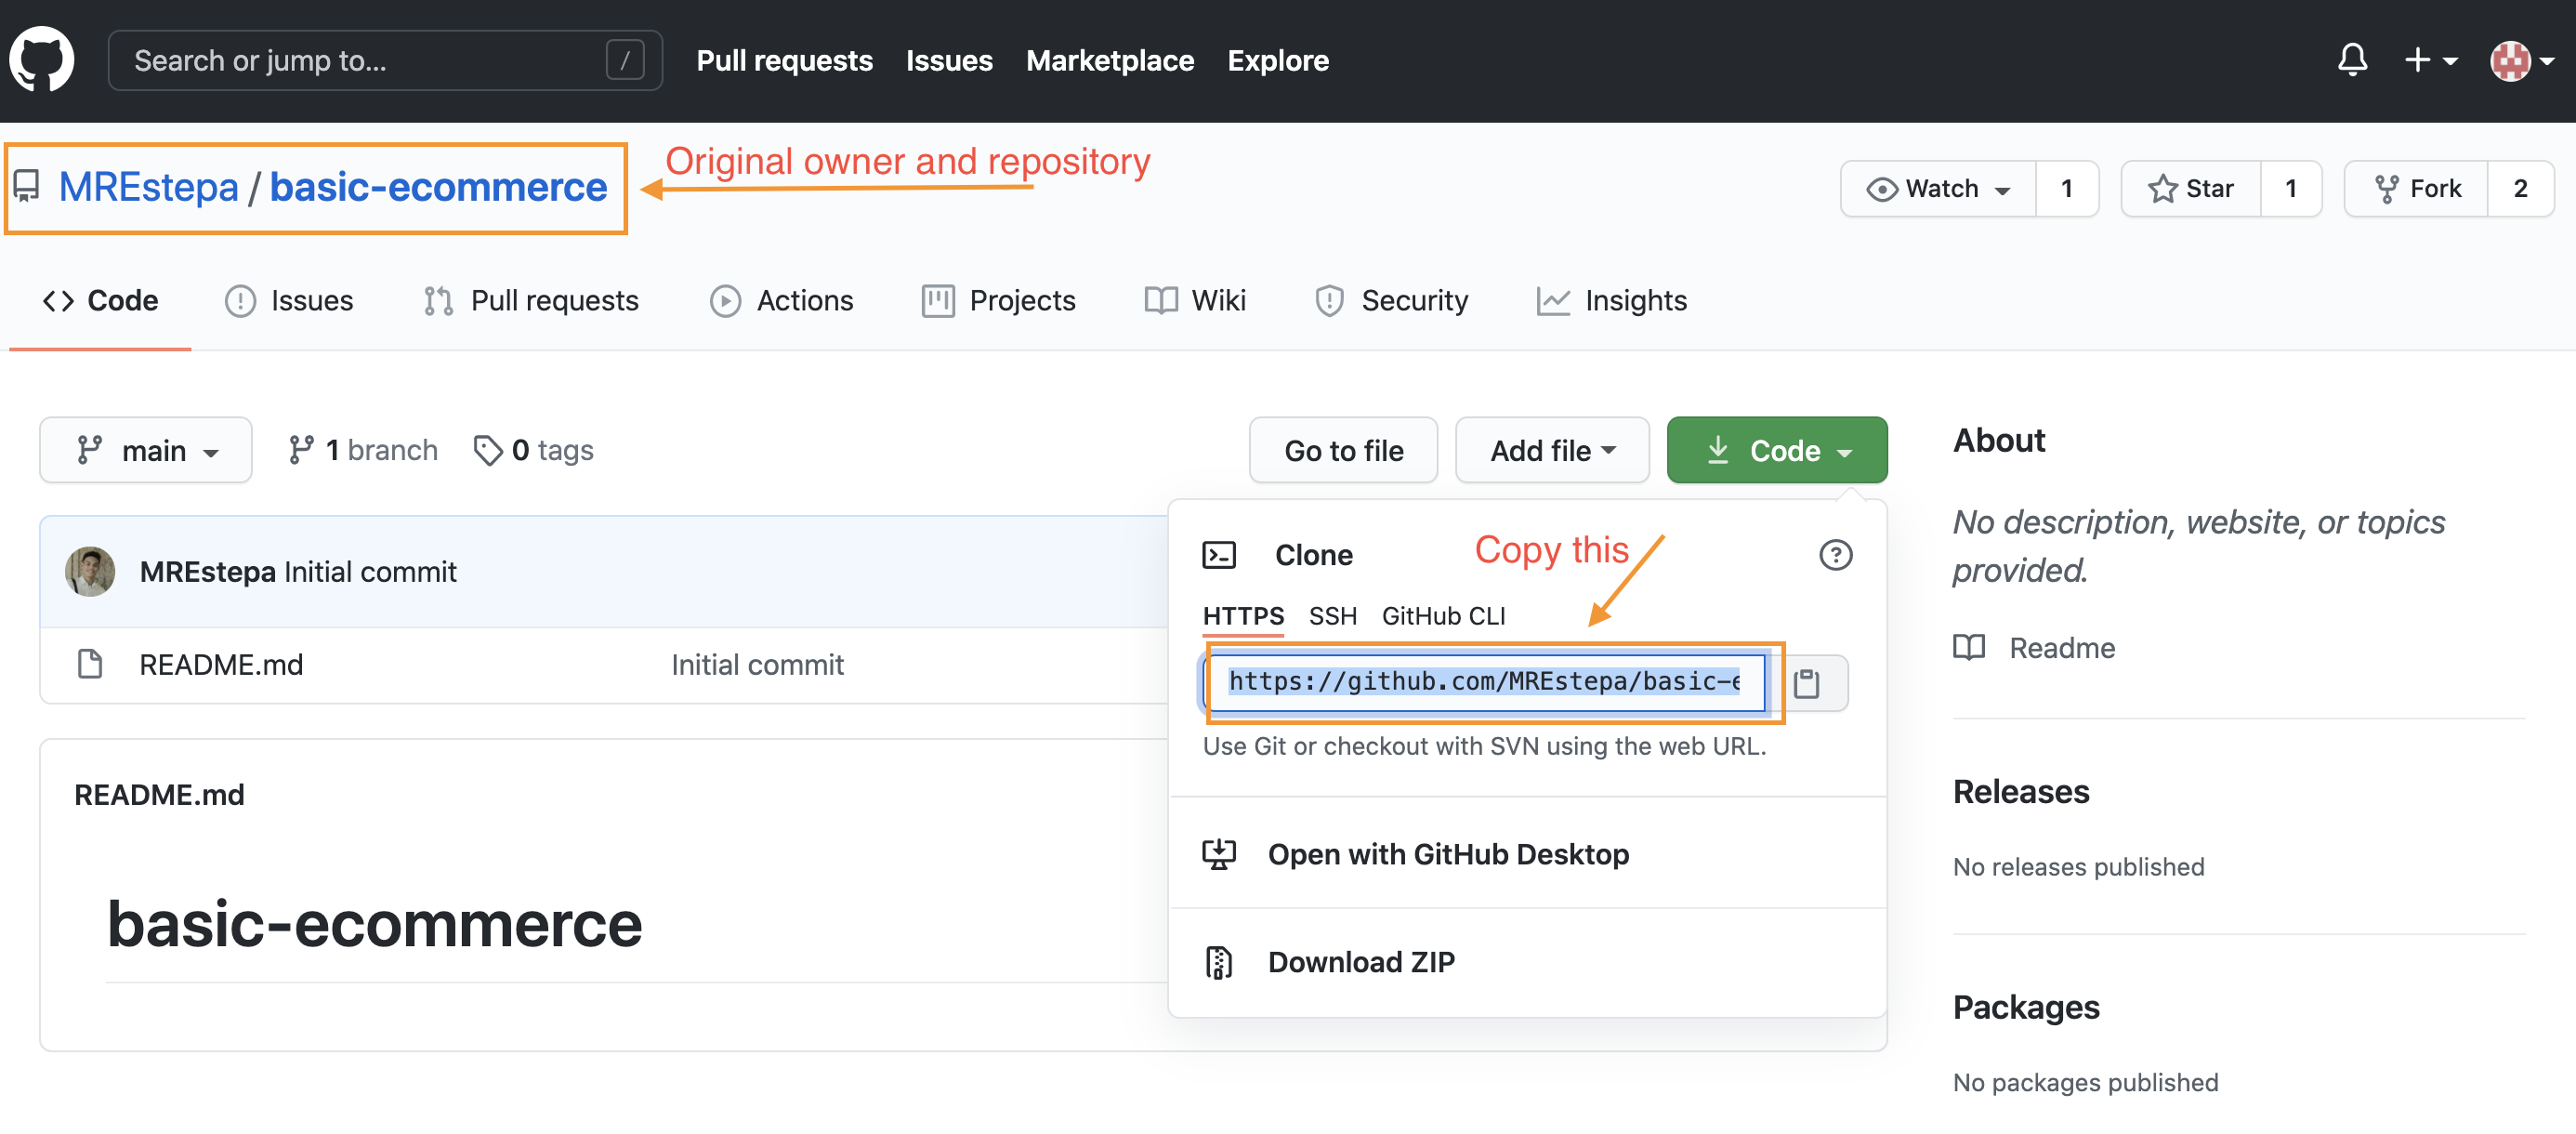 Search or jump to... /
Pull requests Issues Marketplace Explore
MREstepa / basic-ecommerce
Original owner and repository
Watch 1
Star 1
Fork 2
Code Issues Pull requests Actions Projects Wiki Security Insights
main 1 branch 0 tags
Go to file Add file Code
MREstepa Initial commit
README.md Initial commit
README.md
basic-ecommerce
Clone
Copy this
HTTPS SSH GitHub CLI
https://github.com/MREstepa/basic-e
Use Git or checkout with SVN using the web URL.
Open with GitHub Desktop
Download ZIP
About
No description, website, or topics
provided.
Readme
Releases
No releases published
Packages
No packages published